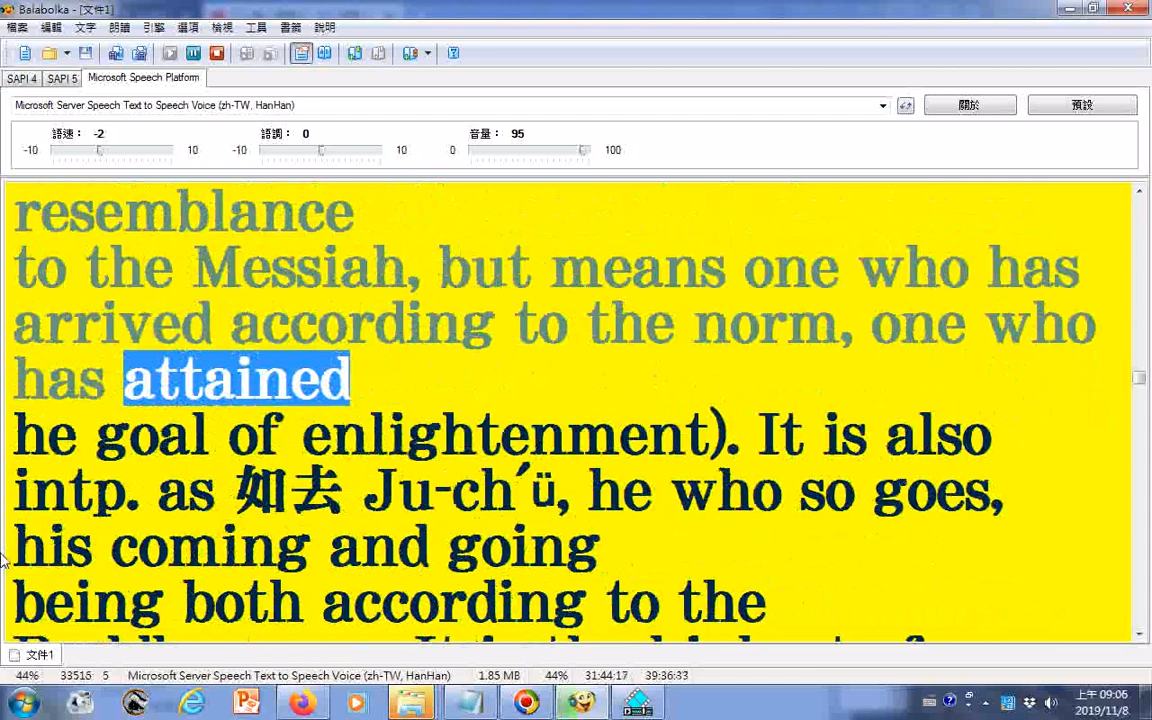 Balabolka - [文件1]
檔案 編輯 文字 朗讀 引擎 選項 檢視 工具 書籤 說明
SAPI 4 SAPI 5 Microsoft Speech Platform
Microsoft Server Speech Text to Speech Voice (zh-TW, HanHan) 關於 預設
語速： -2 語調： 0 音量： 95
-10 10 -10 10 0 100
resemblance
to the Messiah, but means one who has
arrived according to the norm, one who
has attained
he goal of enlightenment). It is also
intp. as 如去 Ju-ch´ü, he who so goes,
his coming and going
being both according to the
文件1
44% 33515 5 Microsoft Server Speech Text to Speech Voice (zh-TW, HanHan) 1.85 MB 44% 31:44:17 39:36:33
上午 09:06
2019/11/8